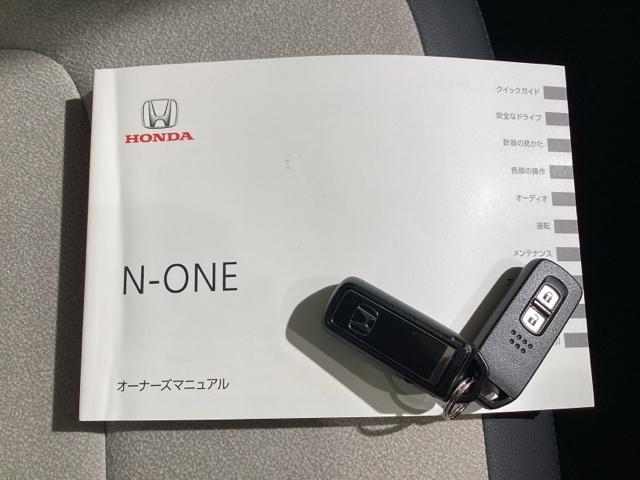 クイックガイド
安全なドライブ
HONDA
計器の見かた
各部の操作
オーディオ
運転
N-ONE
メンテナンス
オーナーズマニュアル